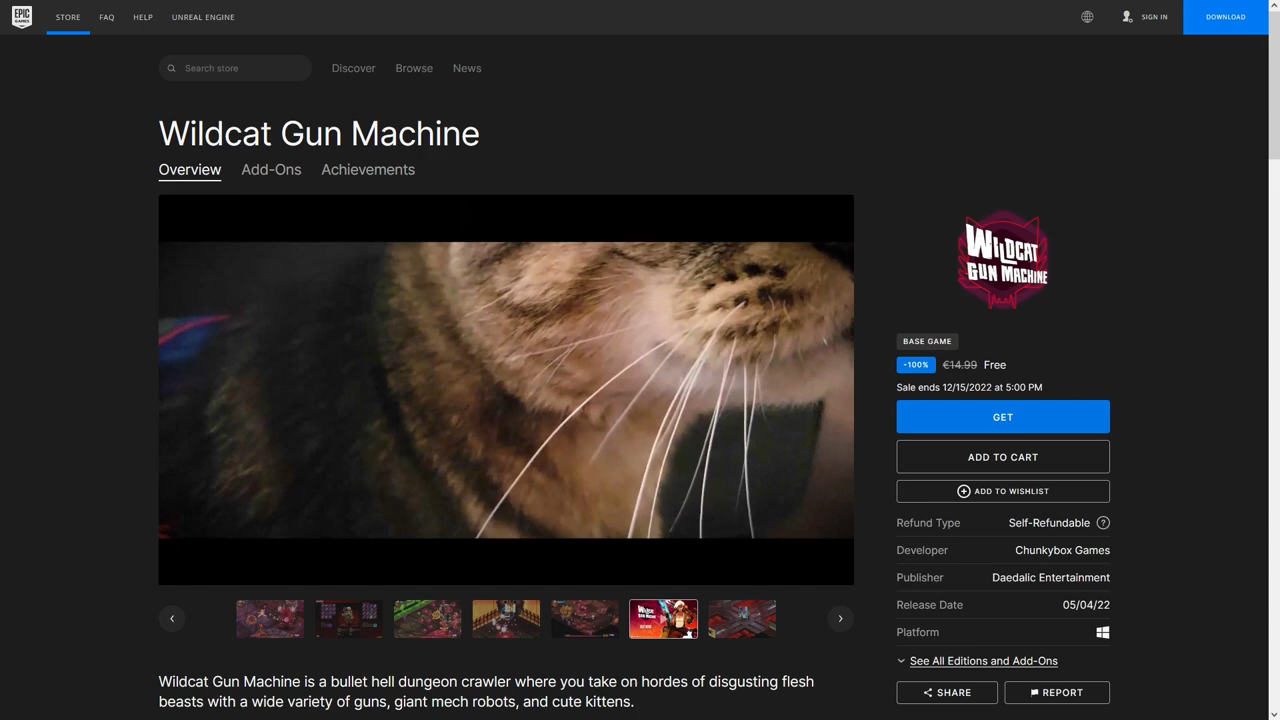 EPIC
GAMES
STORE
FAQ
HELP
UNREAL ENGINE
SIGN IN
DOWNLOAD
Search store
Discover
Browse
News
Wildcat Gun Machine
Overview
Add-Ons
Achievements
WILDCAT
GUN MACHINE
BASE GAME
-100% €14.99 Free
Sale ends 12/15/2022 at 5:00 PM
GET
ADD TO CART
ADD TO WISHLIST
Refund Type Self-Refundable ?
Developer Chunkybox Games
Publisher Daedalic Entertainment
Release Date 05/04/22
Platform
See All Editions and Add-Ons
SHARE
REPORT
Wildcat Gun Machine is a bullet hell dungeon crawler where you take on hordes of disgusting flesh
beasts with a wide variety of guns, giant mech robots, and cute kittens.